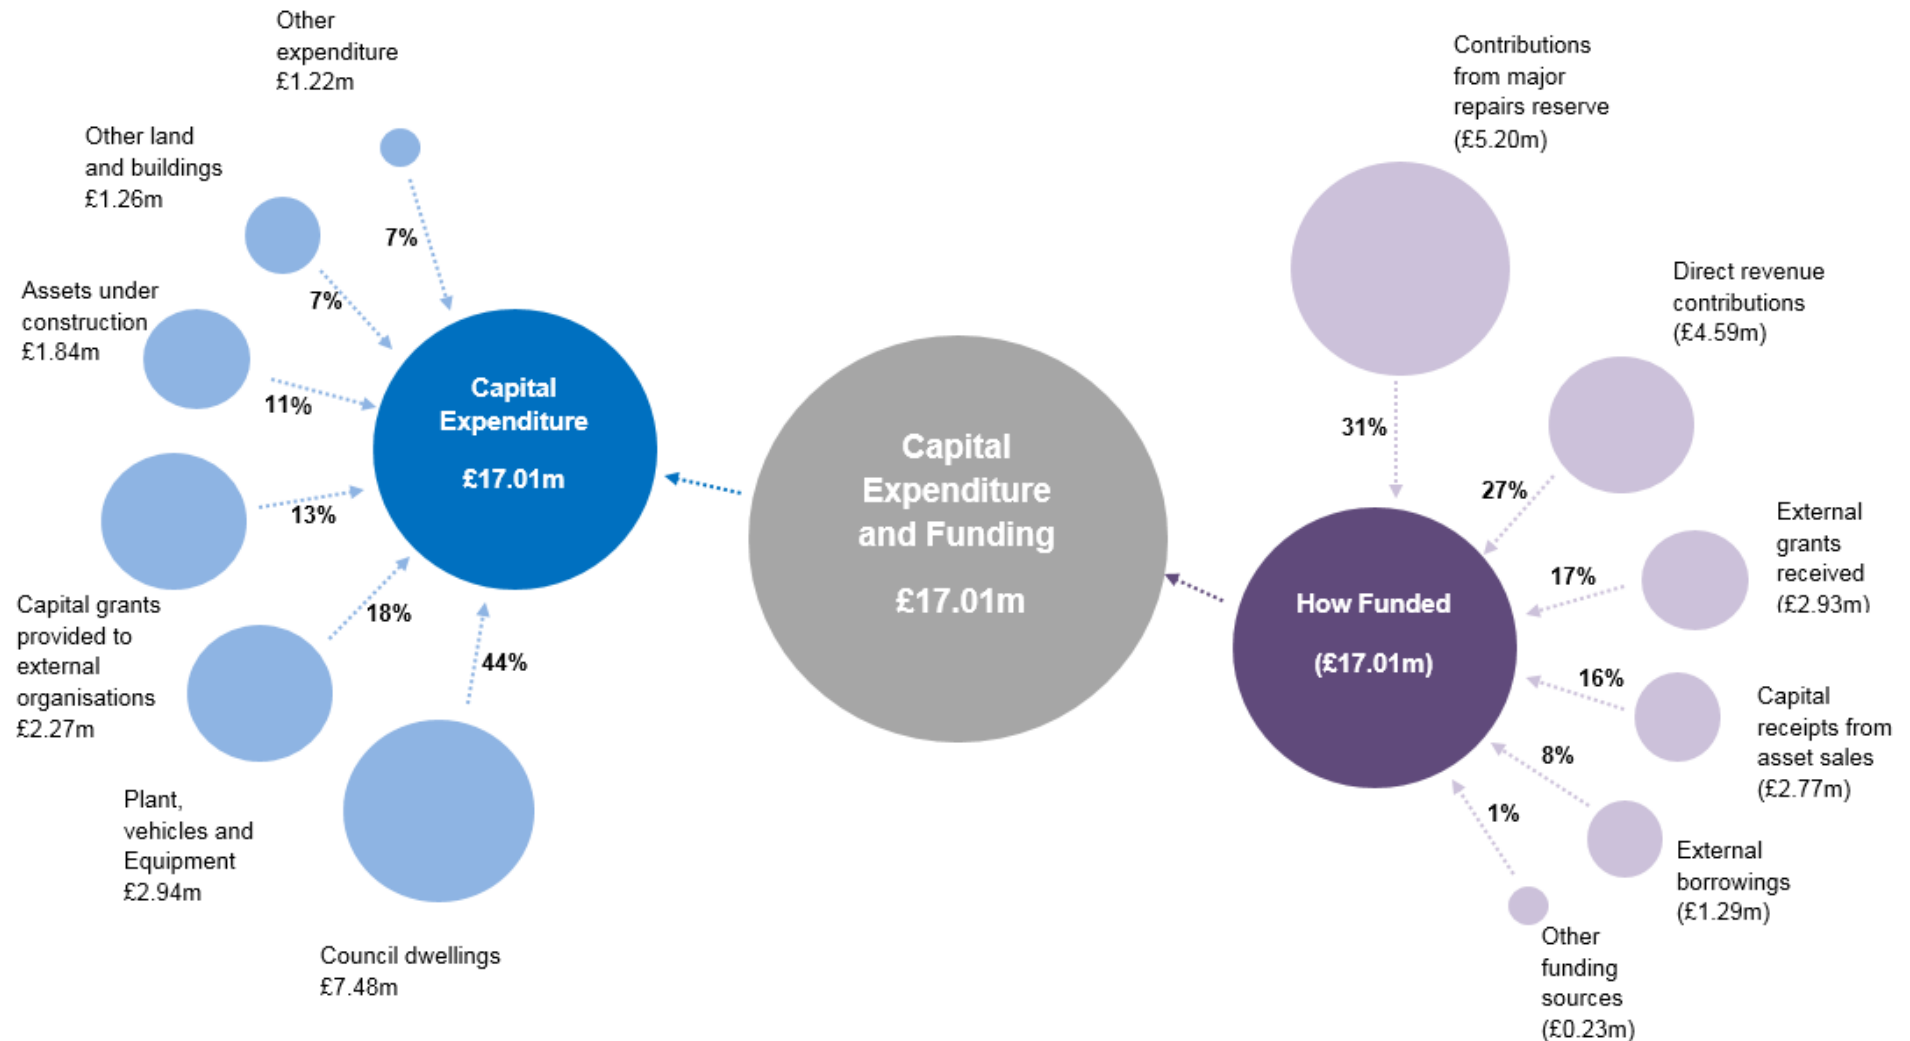 Other
expenditure
£1.22m
Other land
and buildings
£1.26m
Assets under
construction
£1.84m
Capital grants
provided to
external
organisations
£2.27m
Plant,
vehicles and
Equipment
£2.94m
Council dwellings
£7.48m
7%
7%
11%
13%
18%
44%
Capital
Expenditure
£17.01m
Capital
Expenditure
and Funding
£17.01m
How Funded
(£17.01m)
31%
27%
17%
16%
8%
1%
Contributions
from major
repairs reserve
(£5.20m)
Direct revenue
contributions
(£4.59m)
External
grants
received
(£2.93m)
Capital
receipts from
asset sales
(£2.77m)
External
borrowings
(£1.29m)
Other
funding
sources
(£0.23m)